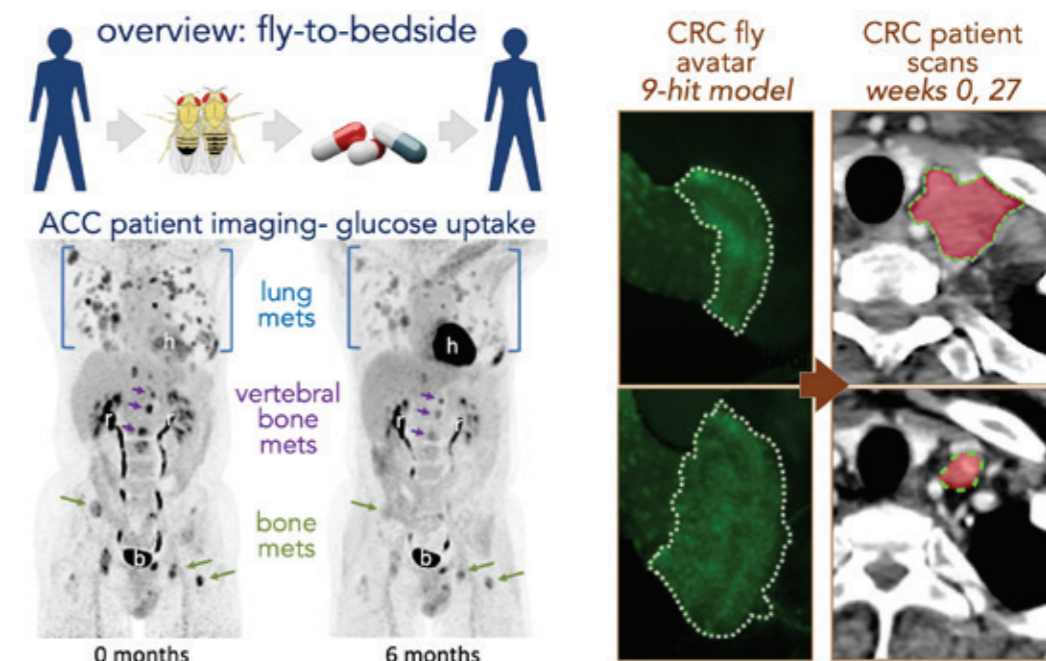 overview: fly-to-bedside
ACC patient imaging- glucose uptake
lung
mets
h
h
vertebral
bone
mets
r
r
r
r
bone
mets
b
b
0 months
6 months
CRC fly
avatar
9-hit model
CRC patient
scans
weeks 0, 27